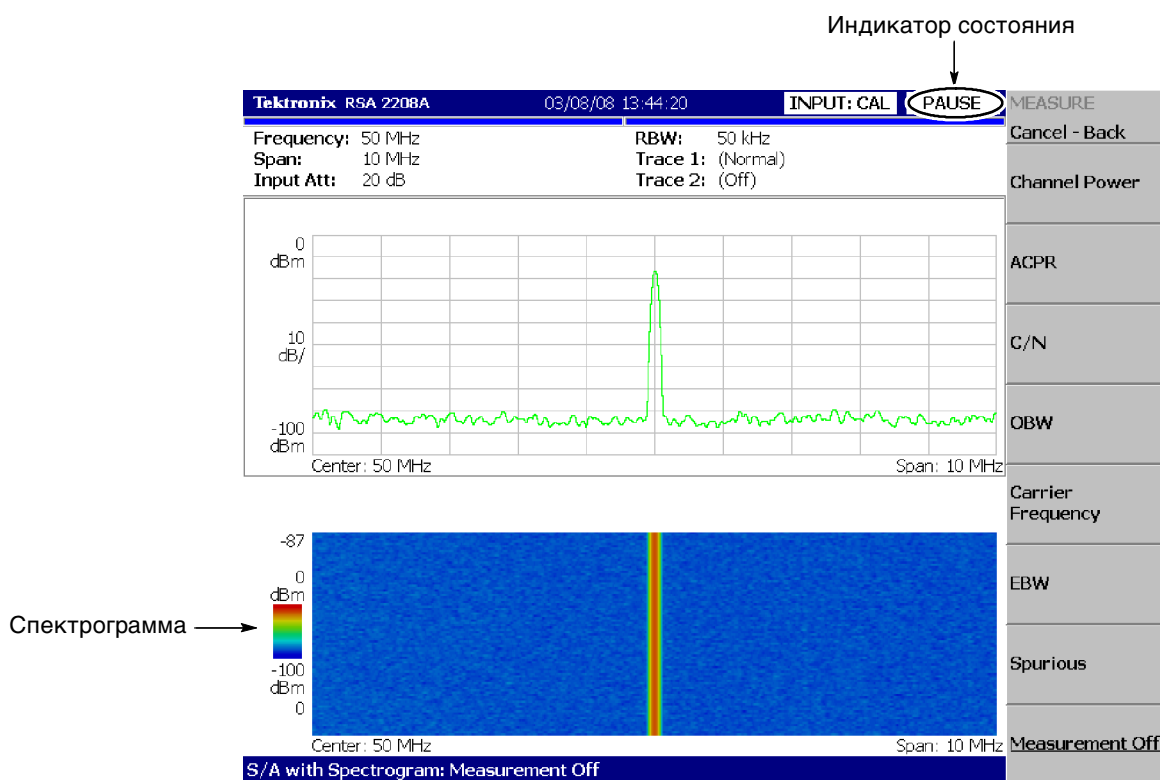 Индикатор состояния
Tektronix RSA 2208A 03/08/08 13:44:20 INPUT: CAL PAUSE
Frequency: 50 MHz
Span: 10 MHz
Input Att: 20 dB
RBW: 50 kHz
Trace 1: (Normal)
Trace 2: (Off)
0
dBm
10
dB/
-100
dBm
Center: 50 MHz Span: 10 MHz
Спектрограмма
-87
0
dBm
-100
dBm
0
Center: 50 MHz Span: 10 MHz
S/A with Spectrogram: Measurement Off
MEASURE
Cancel - Back
Channel Power
ACPR
C/N
OBW
Carrier
Frequency
EBW
Spurious
Measurement Off